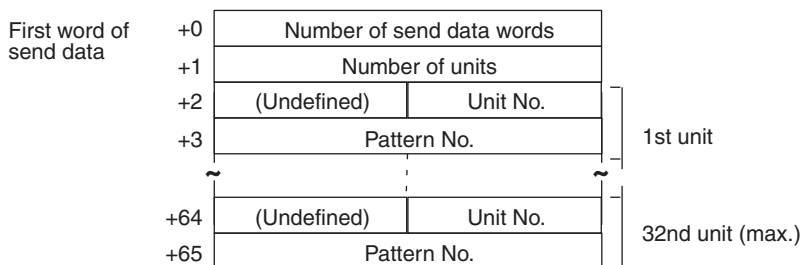 First word of
send data
+0 Number of send data words
+1 Number of units
+2 (Undefined) Unit No.
+3 Pattern No.
1st unit
~ ~
+64 (Undefined) Unit No.
+65 Pattern No.
32nd unit (max.)